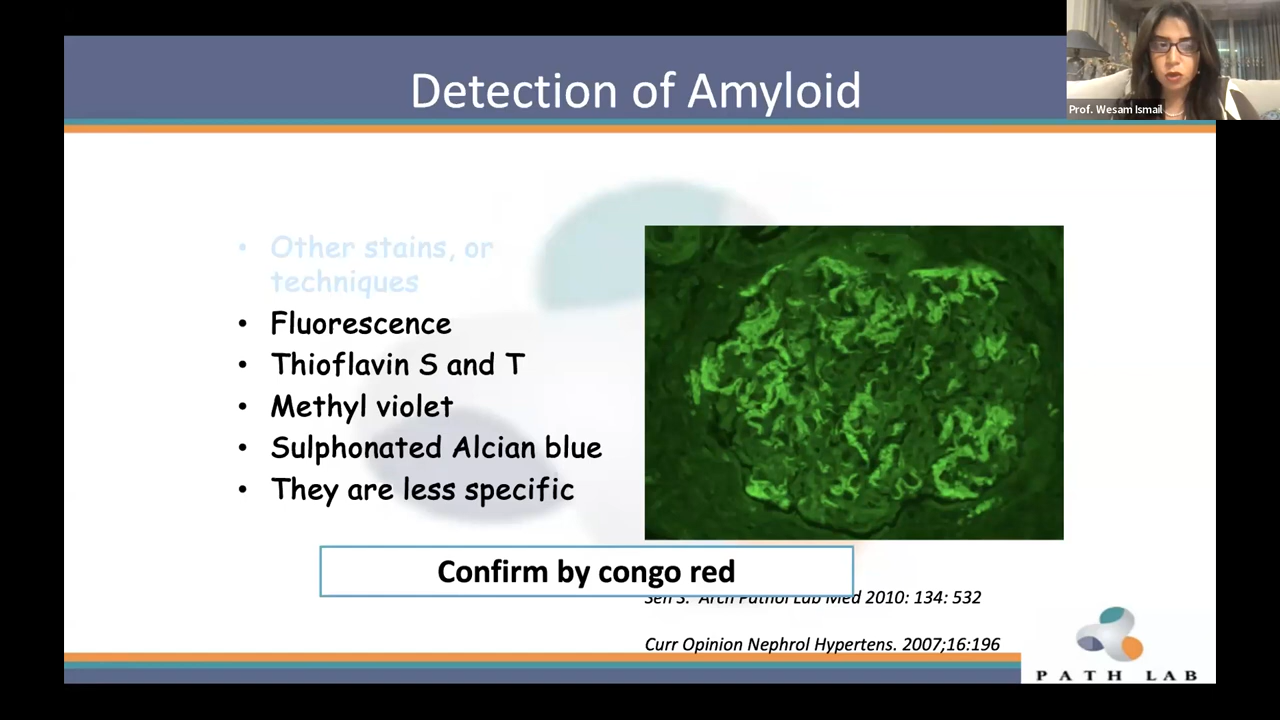 Detection of Amyloid
Prof. Wesam Ismail
• Other stains, or
techniques
• Fluorescence
• Thioflavin S and T
• Methyl violet
• Sulphonated Alcian blue
• They are less specific
Confirm by congo red
Sen S. Arch Pathol Lab Med 2010: 134: 532
Curr Opinion Nephrol Hypertens. 2007;16:196
PATH LAB